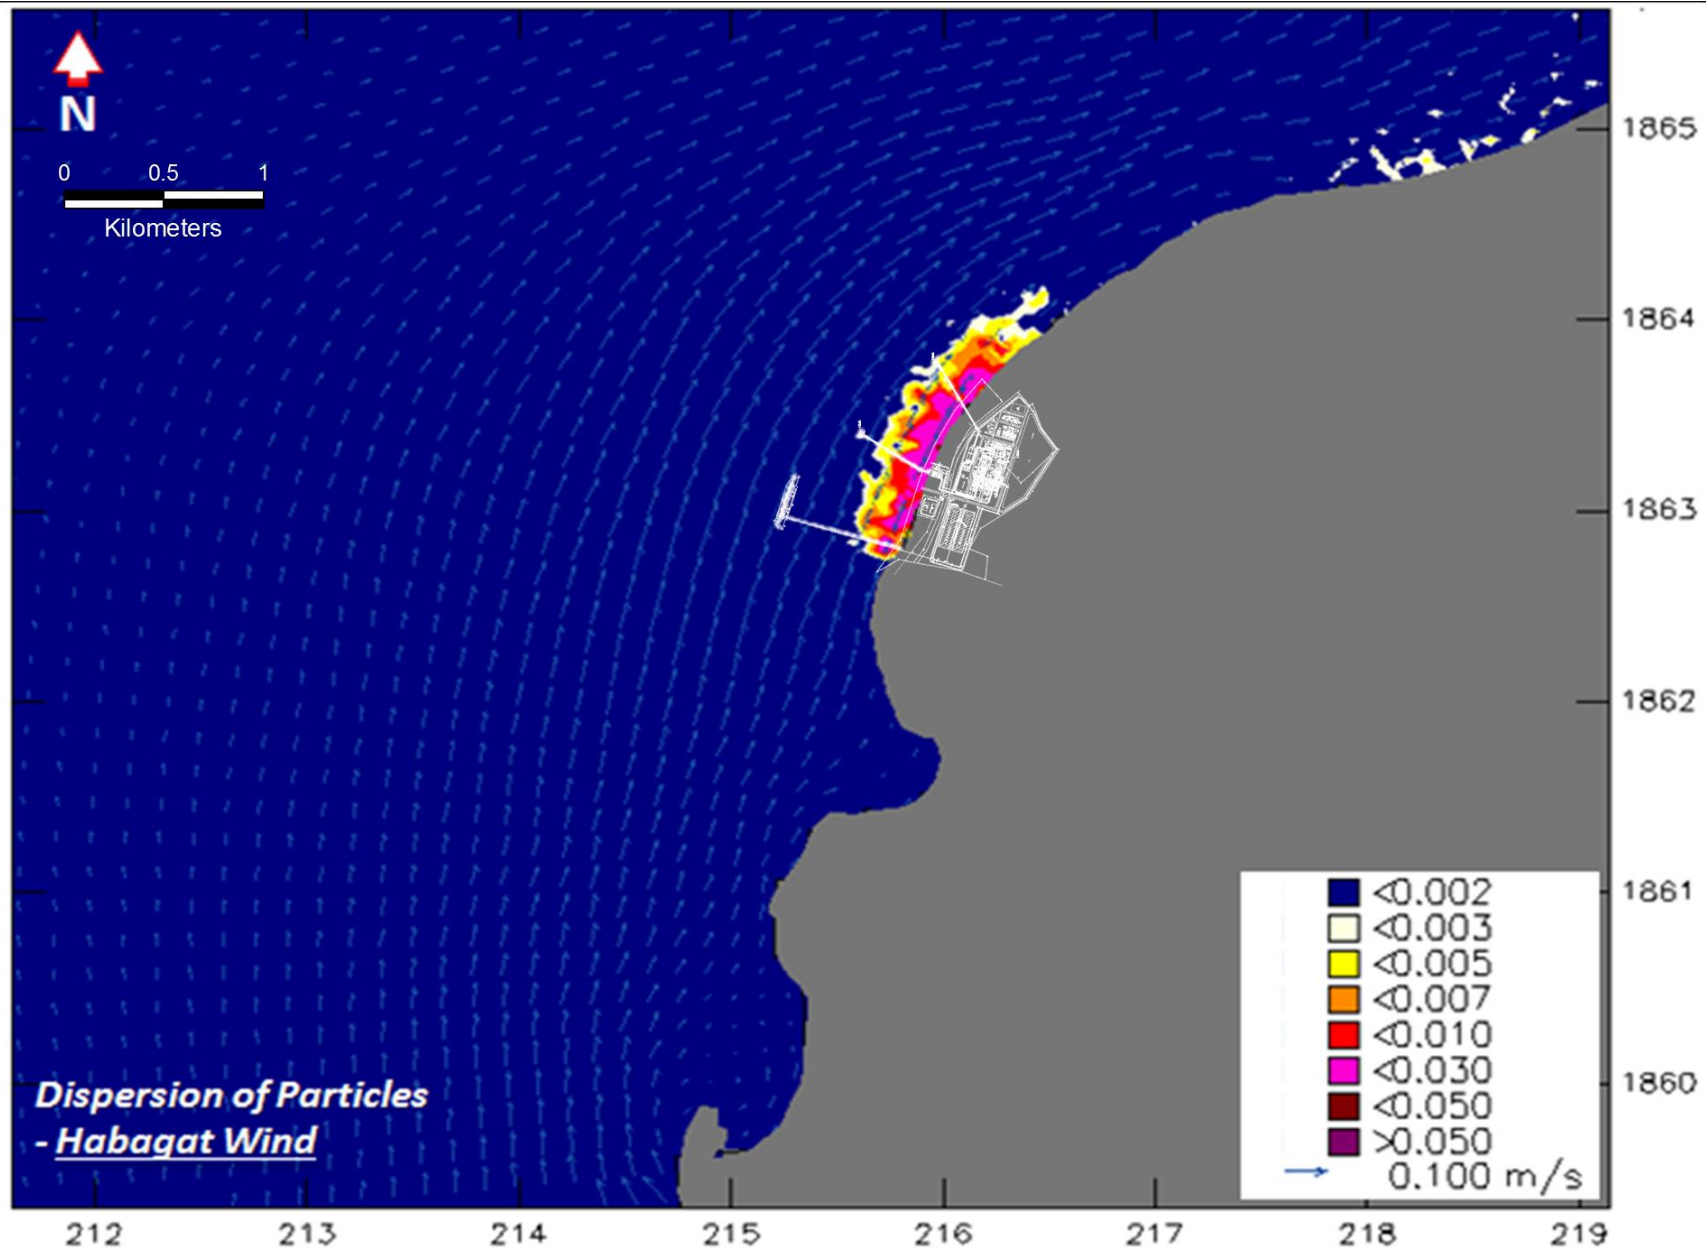 N
0 0.5 1
Kilometers
1865
1864
1863
1862
1861
1860
<0.002
<0.003
<0.005
<0.007
<0.010
<0.030
<0.050
>0.050
0.100 m/s
Dispersion of Particles
- Habagat Wind
212 213 214 215 216 217 218 219